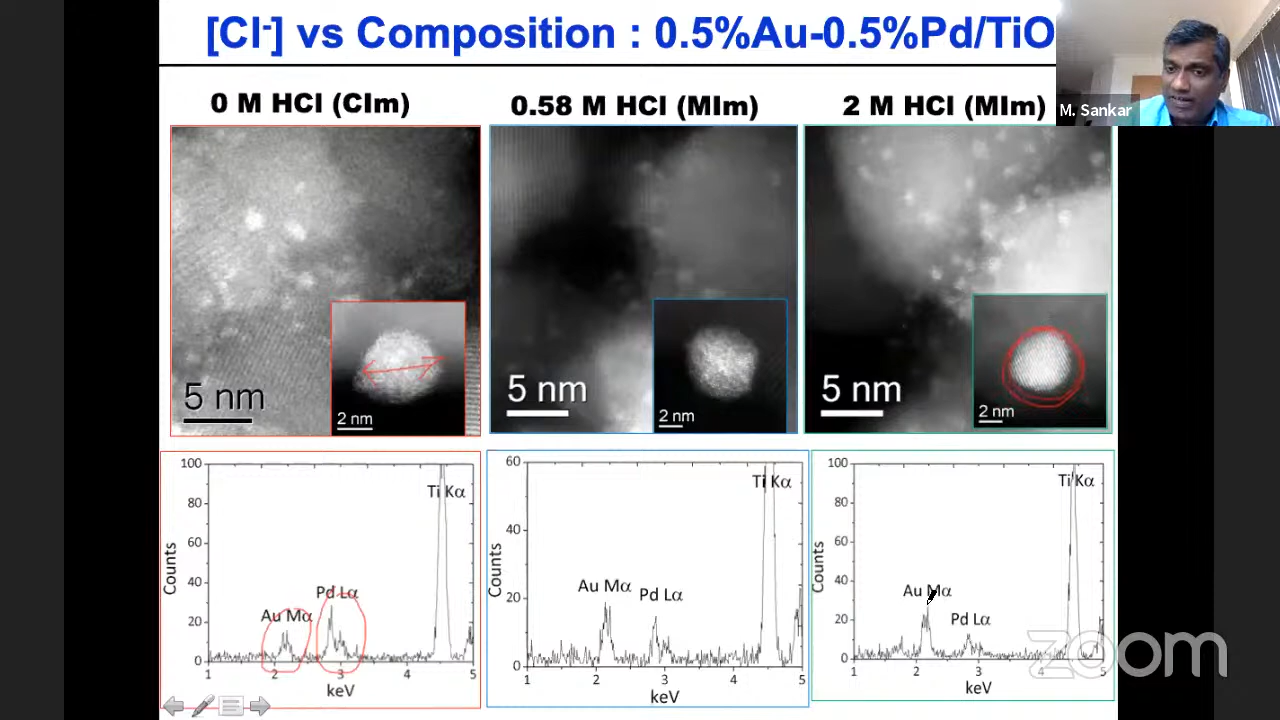 [Cl-] vs Composition : 0.5%Au-0.5%Pd/TiO
M. Sankar
0 M HCl (CIm)
0.58 M HCl (MIm)
2 M HCl (MIm)
5 nm
2 nm
5 nm
2 nm
5 nm
2 nm
100
80
60
40
20
0
Counts
Ti Kα
Pd Lα
Au Mα
1 2 3 4 5
keV
60
40
20
0
Counts
Ti Kα
Au Mα
Pd Lα
1 2 3 4 5
keV
100
80
60
40
20
0
Counts
Ti Kα
Au Mα
Pd Lα
1 2 3 4 5
keV
zoom